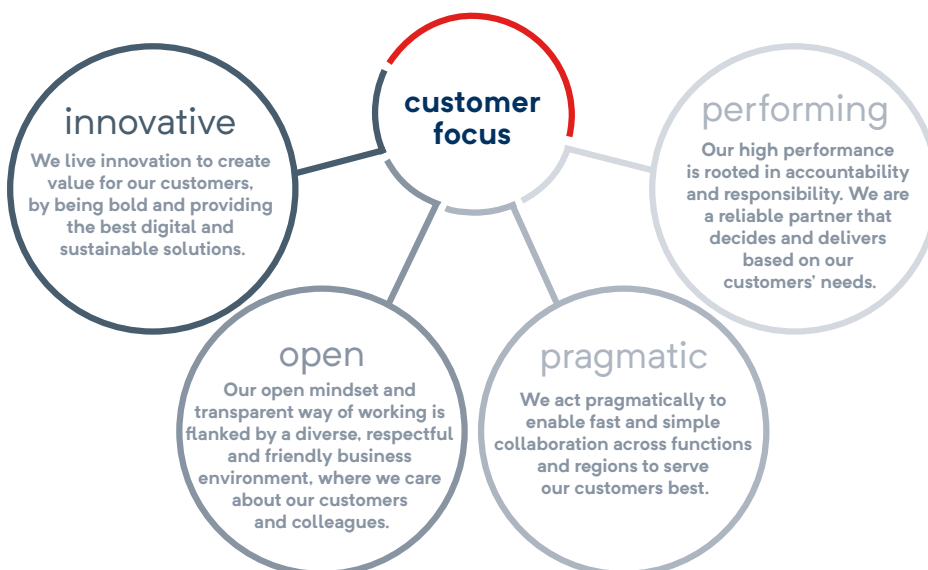 customer
focus
innovative
We live innovation to create
value for our customers,
by being bold and providing
the best digital and
sustainable solutions.
performing
Our high performance
is rooted in accountability
and responsibility. We are
a reliable partner that
decides and delivers
based on our
customers’ needs.
open
Our open mindset and
transparent way of working is
flanked by a diverse, respectful
and friendly business
environment, where we care
about our customers
and colleagues.
pragmatic
We act pragmatically to
enable fast and simple
collaboration across functions
and regions to serve
our customers best.